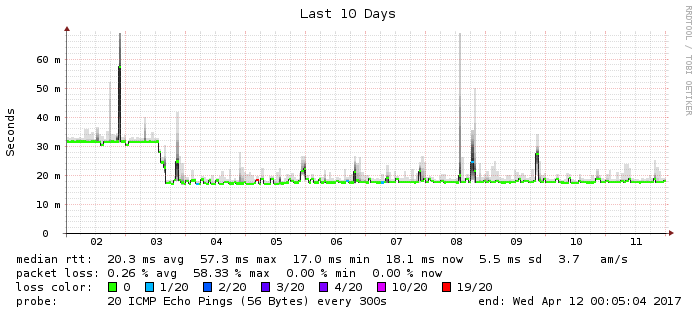 Last 10 Days
RRDTOOL / TOBI OETIKER
Seconds
60 m
50 m
40 m
30 m
20 m
10 m
0
02 03 04 05 06 07 08 09 10 11
median rtt: 20.3 ms avg 57.3 ms max 17.0 ms min 18.1 ms now 5.5 ms sd 3.7 am/s
packet loss: 0.26 % avg 58.33 % max 0.00 % min 0.00 % now
loss color: 0 1/20 2/20 3/20 4/20 10/20 19/20
probe: 20 ICMP Echo Pings (56 Bytes) every 300s end: Wed Apr 12 00:05:04 2017